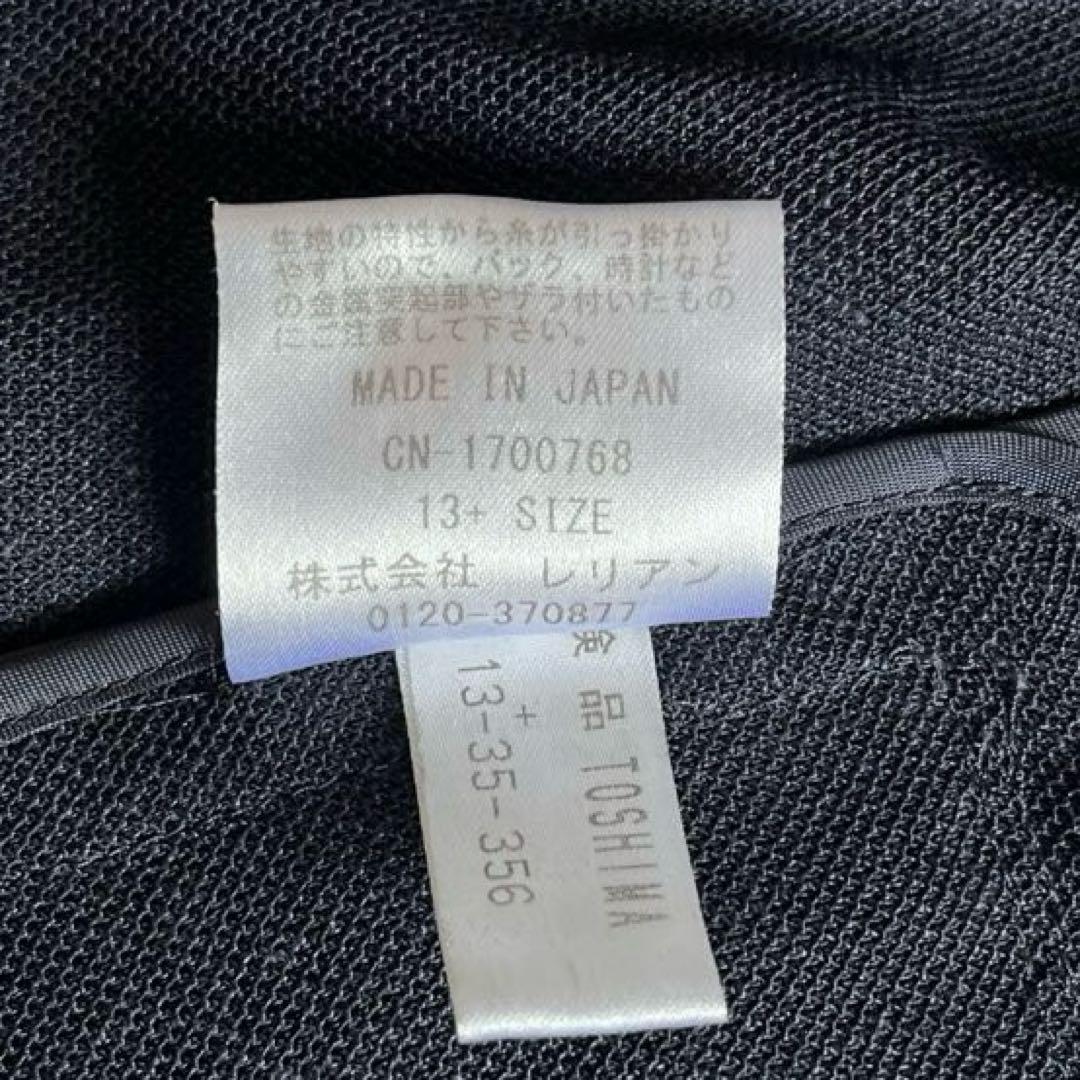 生地の特性から糸が引っ掛かり
やすいので、バック、時計など
の金属突起部やザラ付いたもの
にご注意して下さい。
MADE IN JAPAN
CN-1700768
13+ SIZE
株式会社 レリアン
0120-370877
検品 TOSHIMA
13+-35-356